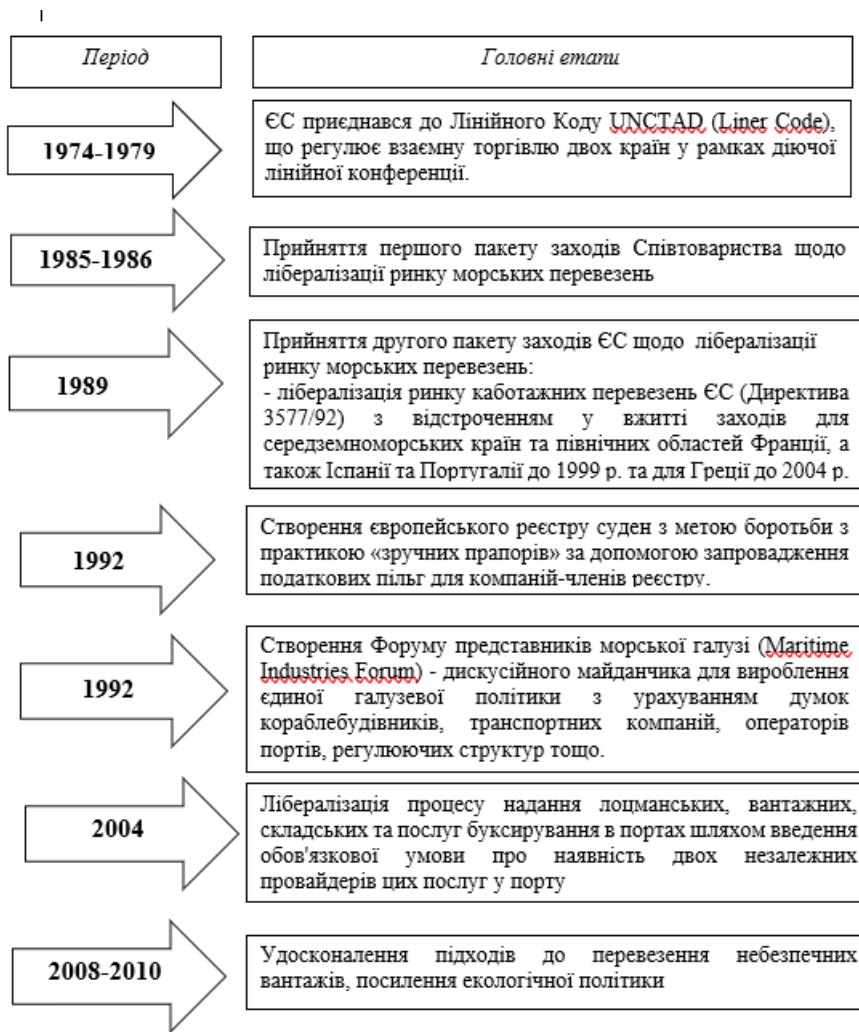 Період
Головні етапи
1974-1979
ЄС приєднався до Лінійного Коду UNCTAD (Liner Code),
що регулює взаємну торгівлю двох країн у рамках діючої
лінійної конференції.
1985-1986
Прийняття першого пакету заходів Співтовариства щодо
лібералізації ринку морських перевезень
1989
Прийняття другого пакету заходів ЄС щодо лібералізації
ринку морських перевезень:
- лібералізація ринку каботажних перевезень ЄС (Директива
3577/92) з відстроченням у вжитті заходів для
середземноморських країн та північних областей Франції, а
також Іспанії та Португалії до 1999 р. та для Греції до 2004 р.
1992
Створення європейського реєстру суден з метою боротьби з
практикою «зручних прапорів» за допомогою запровадження
податкових пільг для компаній-членів реєстру.
1992
Створення Форуму представників морської галузі (Maritime
Industries Forum) - дискусійного майданчика для вироблення
єдиної галузевої політики з урахуванням думок
кораблебудівників, транспортних компаній, операторів
портів, регулюючих структур тощо.
2004
Лібералізація процесу надання лоцманських, вантажних,
складських та послуг буксирування в портах шляхом введення
обов'язкової умови про наявність двох незалежних
провайдерів цих послуг у порту
2008-2010
Удосконалення підходів до перевезення небезпечних
вантажів, посилення екологічної політики